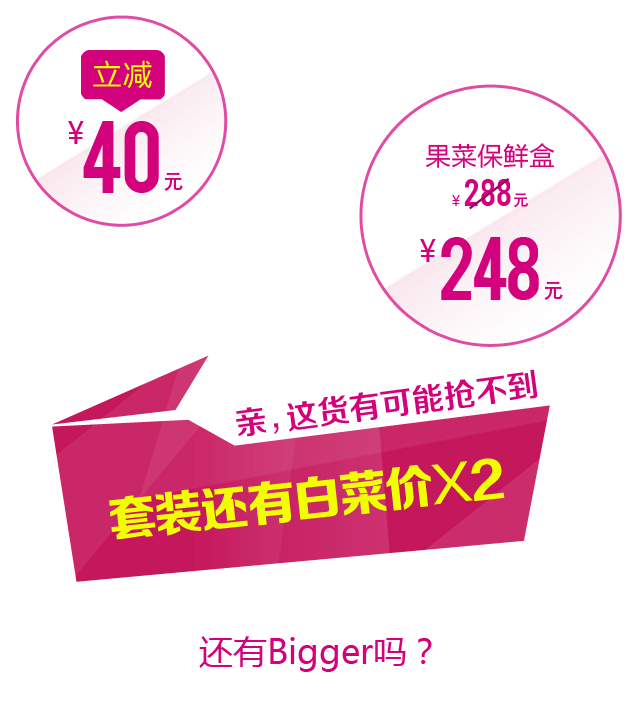 立减
¥40元
果菜保鲜盒
¥288元
¥248元
亲，这货有可能抢不到
套装还有白菜价X2
还有Bigger吗？